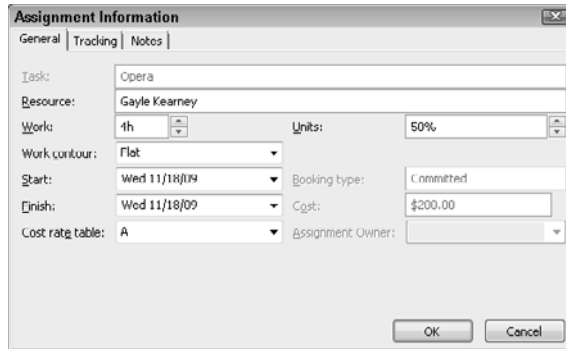 Assignment Information
General Tracking Notes
Task: Opera
Resource: Gayle Kearney
Work: 4h Units: 50%
Work contour: Flat
Start: Wed 11/18/09 Booking type: Committed
Finish: Wed 11/18/09 Cost: $200.00
Cost rate table: A Assignment Owner:
OK Cancel